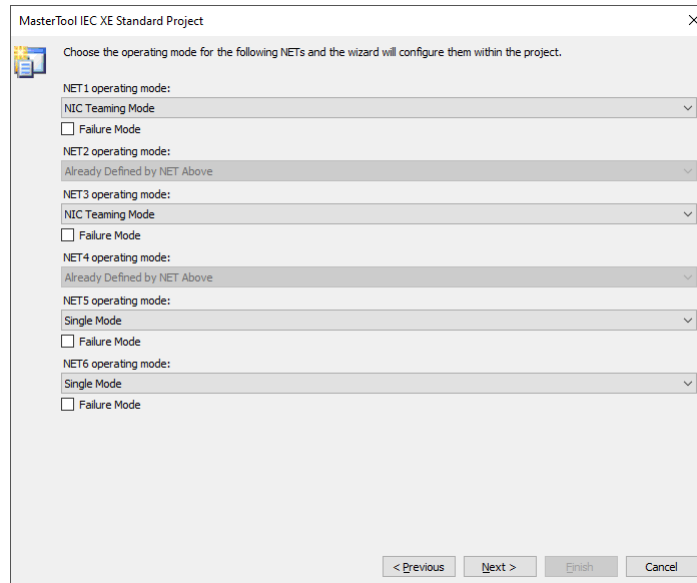 MasterTool IEC XE Standard Project
Choose the operating mode for the following NETs and the wizard will configure them within the project.
NET1 operating mode:
NIC Teaming Mode
Failure Mode
NET2 operating mode:
Already Defined by NET Above
NET3 operating mode:
NIC Teaming Mode
Failure Mode
NET4 operating mode:
Already Defined by NET Above
NET5 operating mode:
Single Mode
Failure Mode
NET6 operating mode:
Single Mode
Failure Mode
< Previous Next > Finish Cancel